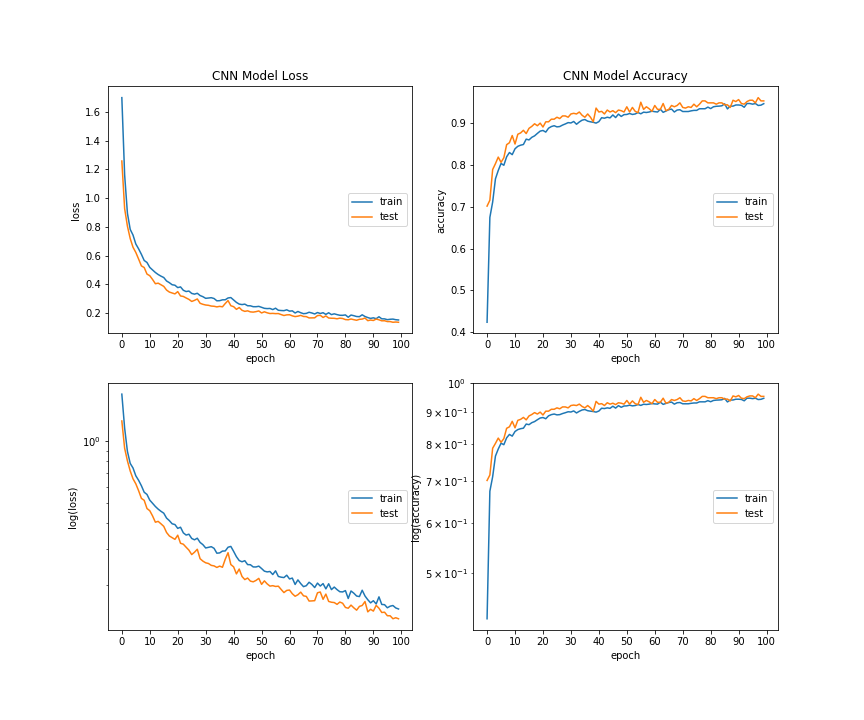 CNN Model Loss
loss
1.6
1.4
1.2
1.0
0.8
0.6
0.4
0.2
train
test
0 10 20 30 40 50 60 70 80 90 100
epoch
CNN Model Accuracy
accuracy
0.9
0.8
0.7
0.6
0.5
0.4
train
test
0 10 20 30 40 50 60 70 80 90 100
epoch
log(loss)
10⁰
train
test
0 10 20 30 40 50 60 70 80 90 100
epoch
log(accuracy)
10⁰
9 × 10⁻¹
8 × 10⁻¹
7 × 10⁻¹
6 × 10⁻¹
5 × 10⁻¹
train
test
0 10 20 30 40 50 60 70 80 90 100
epoch